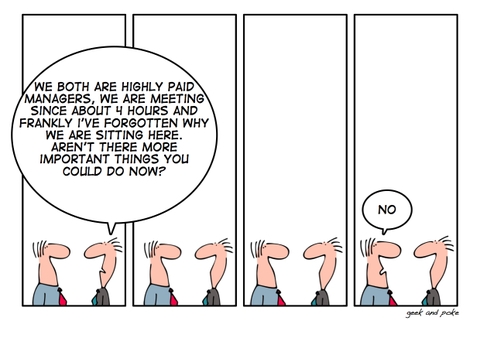 WE BOTH ARE HIGHLY PAID
MANAGERS, WE ARE MEETING
SINCE ABOUT 4 HOURS AND
FRANKLY I'VE FORGOTTEN WHY
WE ARE SITTING HERE.
AREN'T THERE MORE
IMPORTANT THINGS YOU
COULD DO NOW?
NO
geek and poke